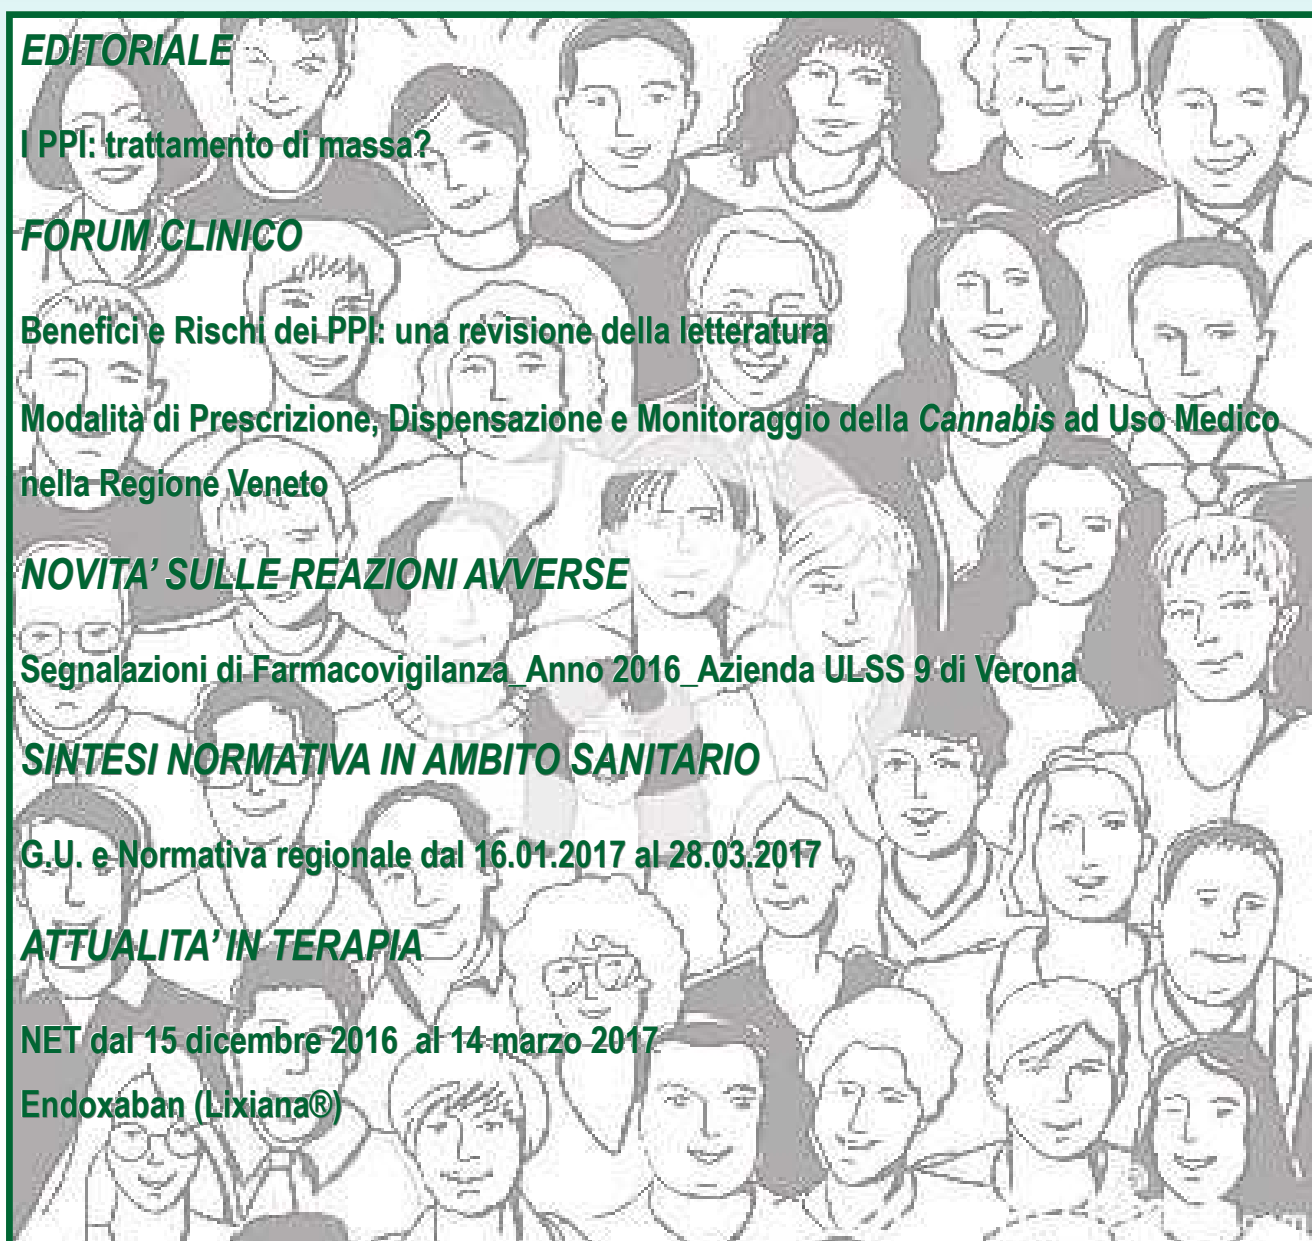 EDITORIALE
I PPI: trattamento di massa?
FORUM CLINICO
Benefici e Rischi dei PPI: una revisione della letteratura
Modalità di Prescrizione, Dispensazione e Monitoraggio della Cannabis ad Uso Medico
nella Regione Veneto
NOVITA’ SULLE REAZIONI AVVERSE
Segnalazioni di Farmacovigilanza_Anno 2016_Azienda ULSS 9 di Verona
SINTESI NORMATIVA IN AMBITO SANITARIO
G.U. e Normativa regionale dal 16.01.2017 al 28.03.2017
ATTUALITA’ IN TERAPIA
NET dal 15 dicembre 2016  al 14 marzo 2017
Endoxaban (Lixiana®)